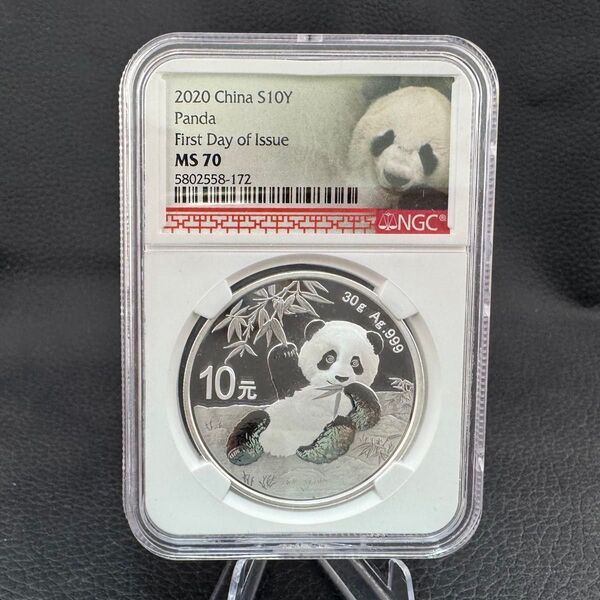 2020 China S10Y
Panda
First Day of Issue
MS 70
5802558-172
NGC®
30g Ag.999
10元